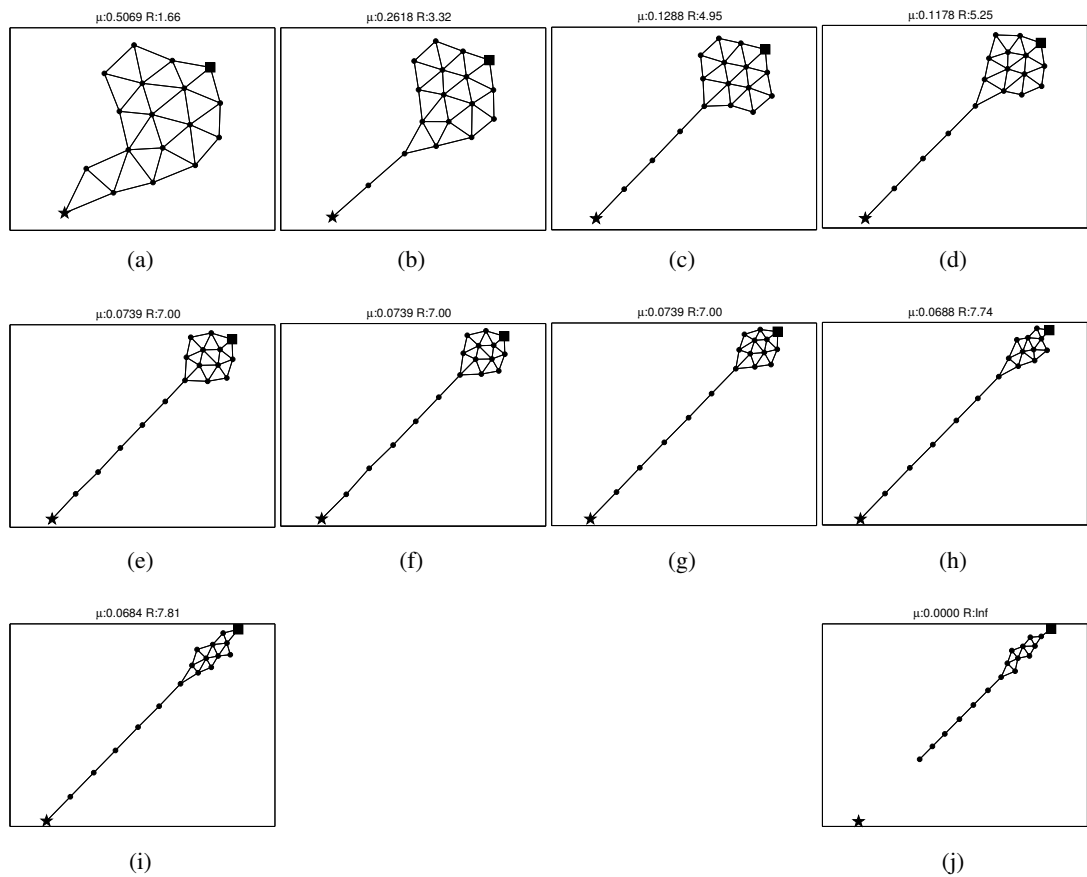 μ:0.5069 R:1.66
μ:0.2618 R:3.32
μ:0.1288 R:4.95
μ:0.1178 R:5.25
(a)
(b)
(c)
(d)
μ:0.0739 R:7.00
μ:0.0739 R:7.00
μ:0.0739 R:7.00
μ:0.0688 R:7.74
(e)
(f)
(g)
(h)
μ:0.0684 R:7.81
μ:0.0000 R:Inf
(i)
(j)